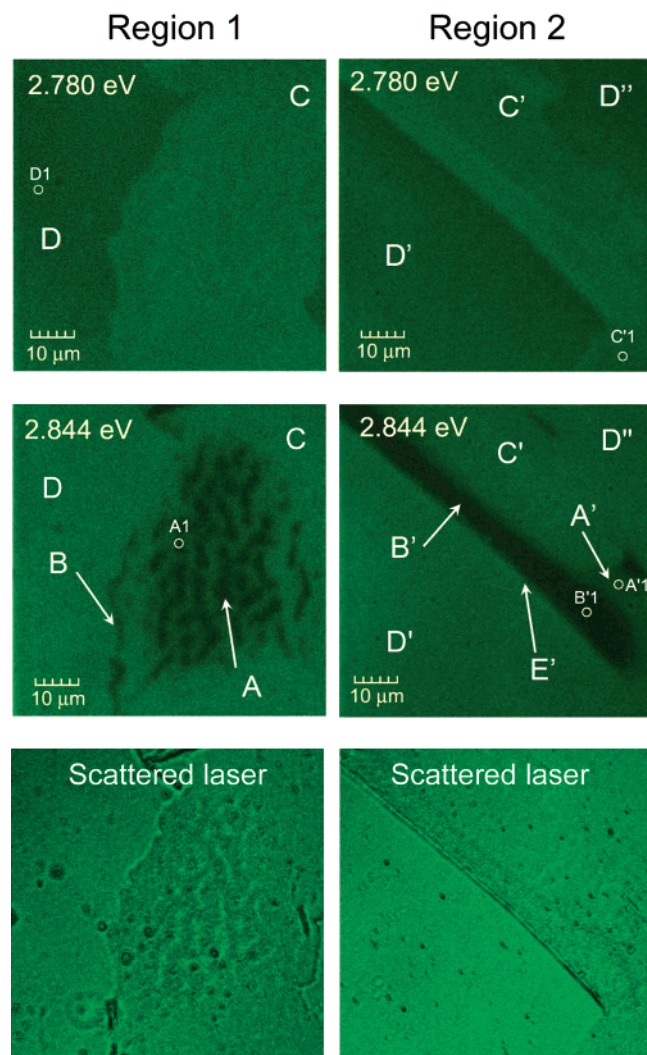 Region 1
Region 2
2.780 eV
C
D1
D
10 μm
2.780 eV
C'
D''
D'
C'1
10 μm
2.844 eV
C
D
A1
B
A
10 μm
2.844 eV
C'
D"
A'
B'
A'1
B'1
D'
E'
10 μm
Scattered laser
Scattered laser